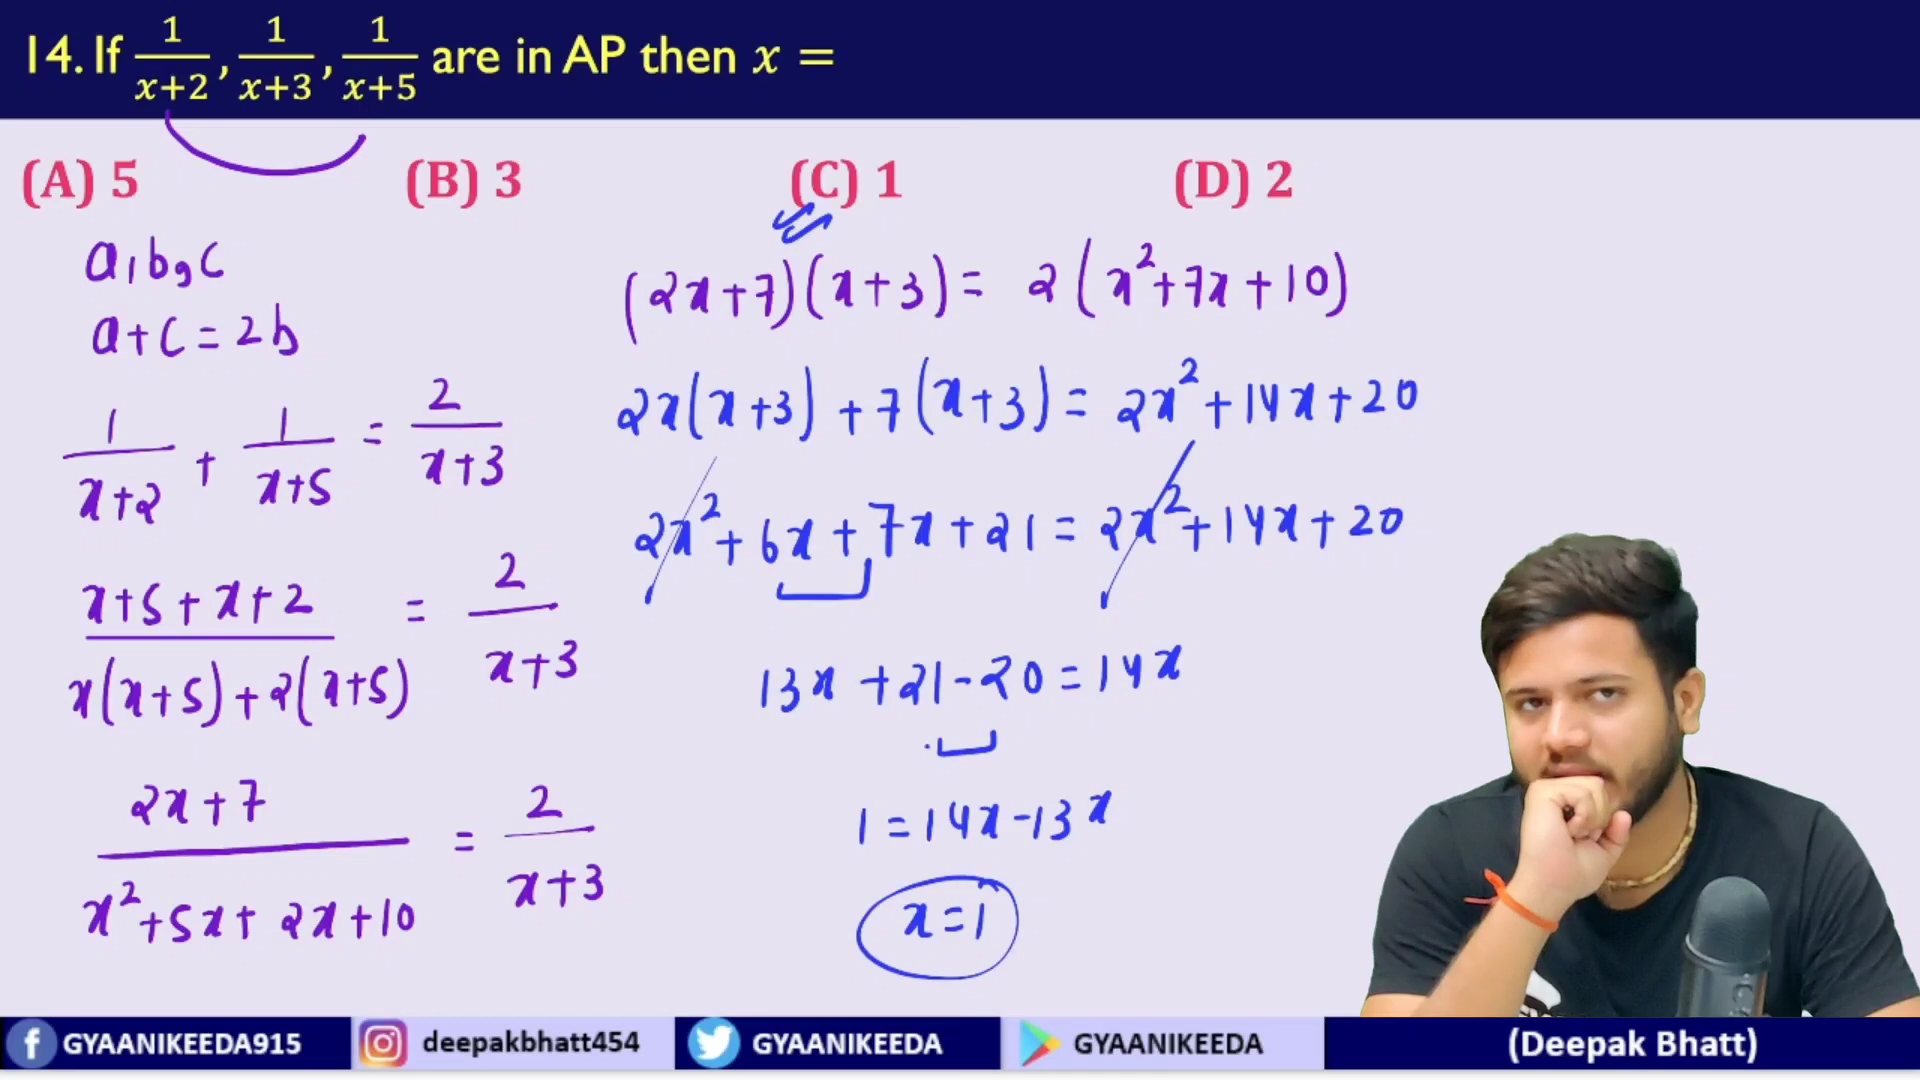 14. If 1/(x+2), 1/(x+3), 1/(x+5) are in AP then x =
(A) 5 (B) 3 (C) 1 (D) 2
a, b, c
a+c = 2b
1/(x+2) + 1/(x+5) = 2/(x+3)
(x+5+x+2)/(x(x+5)+2(x+5)) = 2/(x+3)
(2x+7)/(x²+5x+2x+10) = 2/(x+3)
(2x+7)(x+3) = 2(x²+7x+10)
2x(x+3)+7(x+3) = 2x²+14x+20
2x²+6x+7x+21 = 2x²+14x+20
13x+21-20 = 14x
1 = 14x-13x
x = 1
GYAANIKEEDA915 deepakbhatt454 GYAANIKEEDA GYAANIKEEDA (Deepak Bhatt)